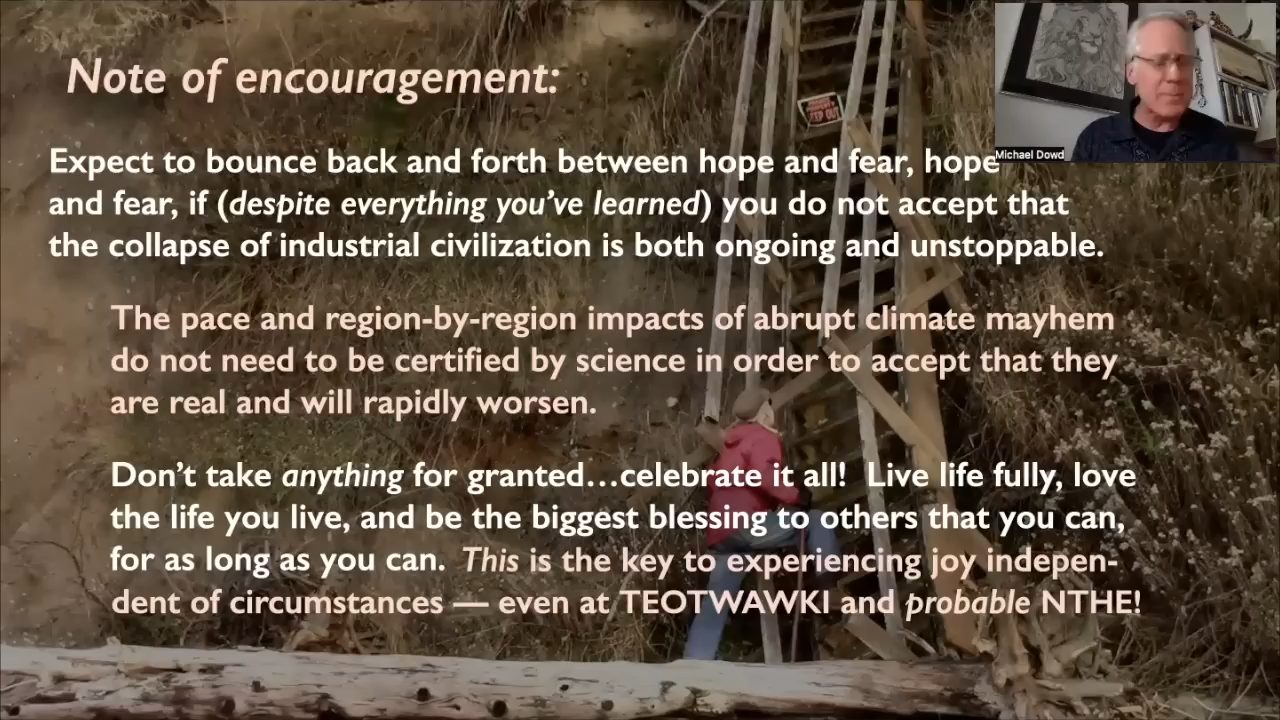 Note of encouragement:
Michael Dowd
Expect to bounce back and forth between hope and fear, hope
and fear, if (despite everything you've learned) you do not accept that
the collapse of industrial civilization is both ongoing and unstoppable.
The pace and region-by-region impacts of abrupt climate mayhem
do not need to be certified by science in order to accept that they
are real and will rapidly worsen.
Don't take anything for granted…celebrate it all! Live life fully, love
the life you live, and be the biggest blessing to others that you can,
for as long as you can. This is the key to experiencing joy indepen-
dent of circumstances — even at TEOTWAWKI and probable NTHE!